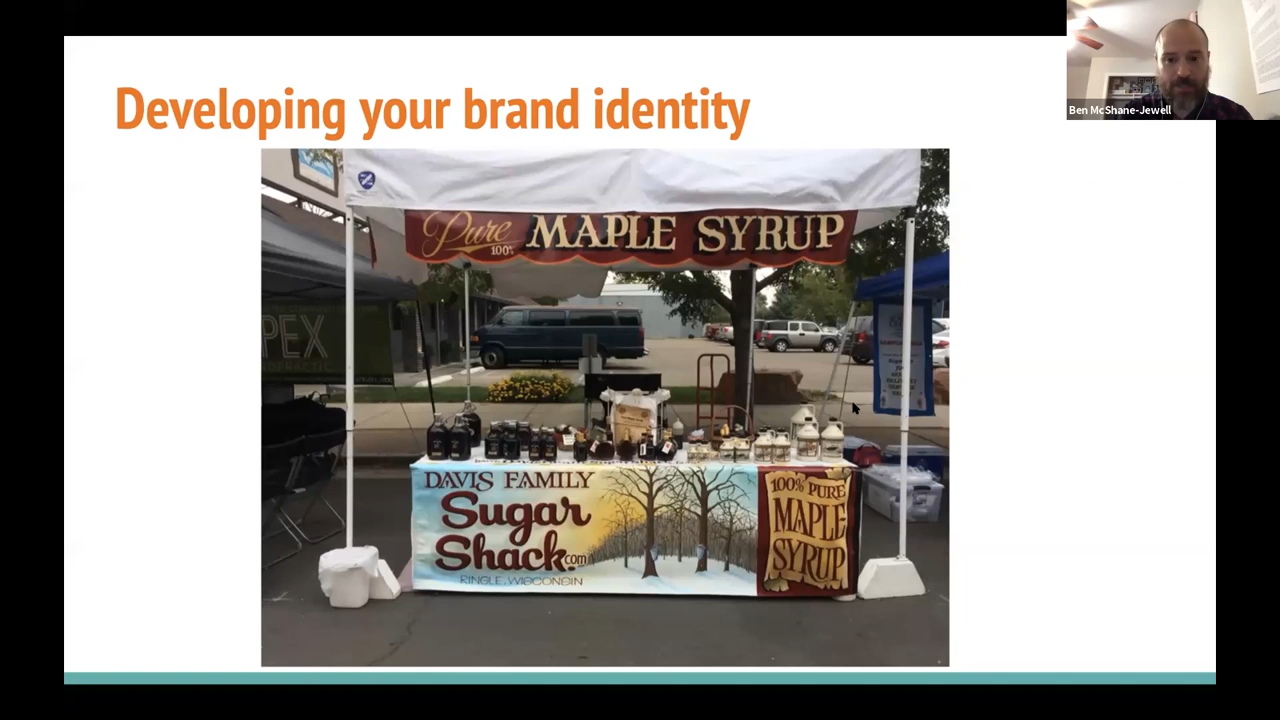 Developing your brand identity
Ben McShane-Jewell
Pure 100% MAPLE SYRUP
PEX
DAVIS FAMILY
Sugar
Shack.com
RINGLE, WISCONSIN
100% PURE
MAPLE
SYRUP